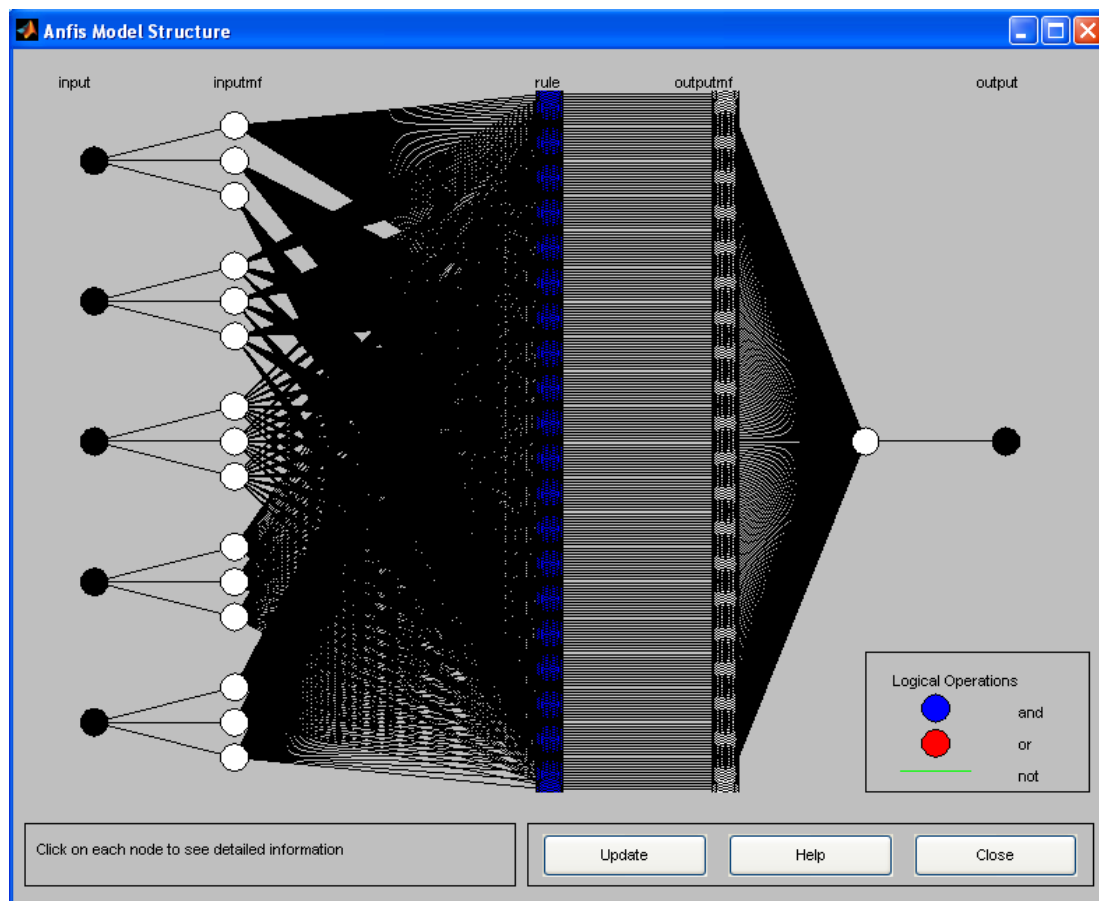 Anfis Model Structure
input inputmf rule outputmf output
Logical Operations
and
or
not
Click on each node to see detailed information
Update Help Close